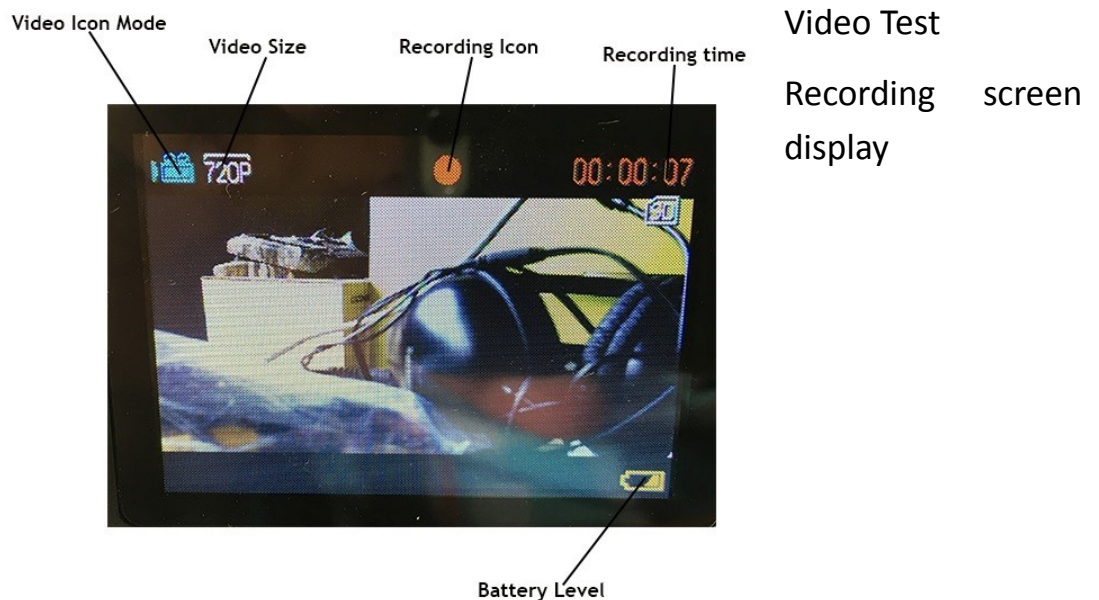 Video Icon Mode
Video Size
Recording Icon
Recording time
720P
00:00:07
SD
Battery Level
Video Test
Recording screen
display